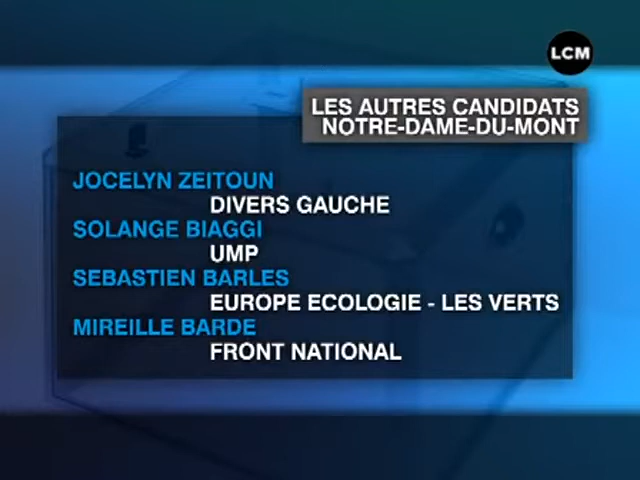 LCM
LES AUTRES CANDIDATS
NOTRE-DAME-DU-MONT
JOCELYN ZEITOUN
DIVERS GAUCHE
SOLANGE BIAGGI
UMP
SEBASTIEN BARLES
EUROPE ECOLOGIE - LES VERTS
MIREILLE BARDE
FRONT NATIONAL